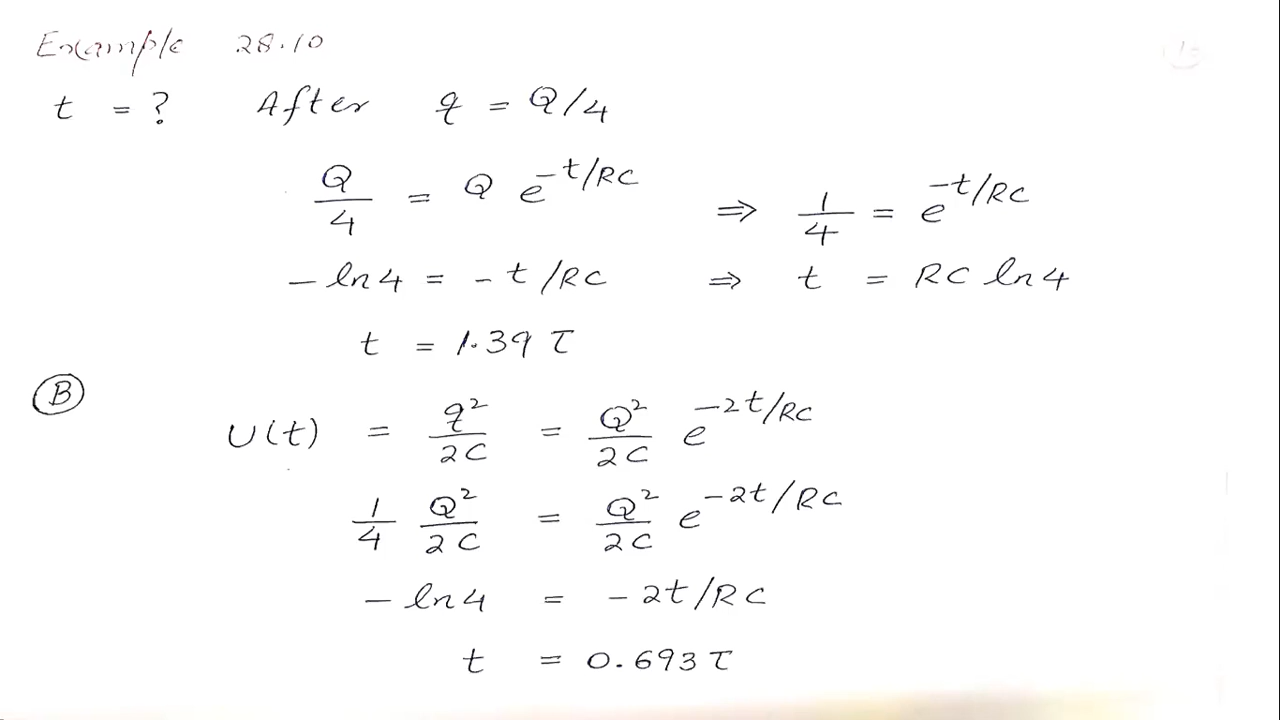 Example 28.10
t = ? After q = Q/4
Q/4 = Q e^{-t/RC} ⇒ 1/4 = e^{-t/RC}
- ln4 = - t/RC ⇒ t = RC ln4
t = 1.39 τ
Ⓑ
U(t) = q²/2C = Q²/2C e^{-2t/RC}
1/4 Q²/2C = Q²/2C e^{-2t/RC}
- ln4 = - 2t/RC
t = 0.693 τ